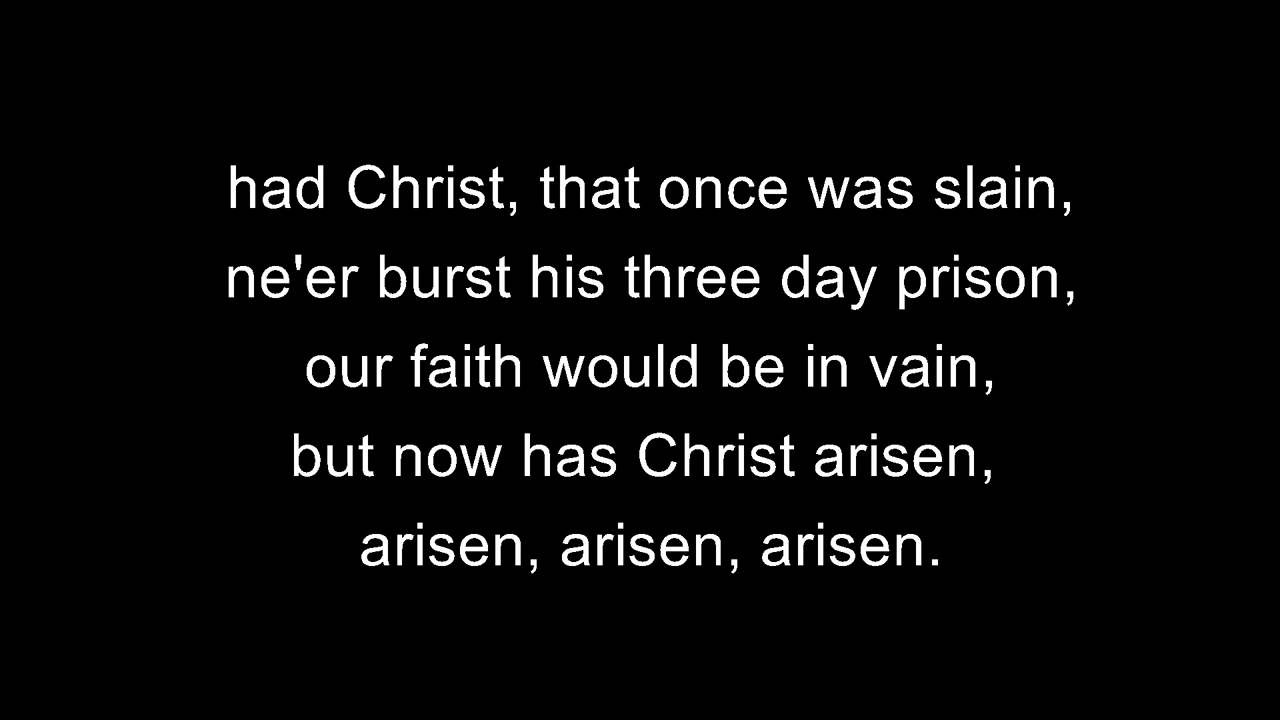 had Christ, that once was slain,
ne'er burst his three day prison,
our faith would be in vain,
but now has Christ arisen,
arisen, arisen, arisen.